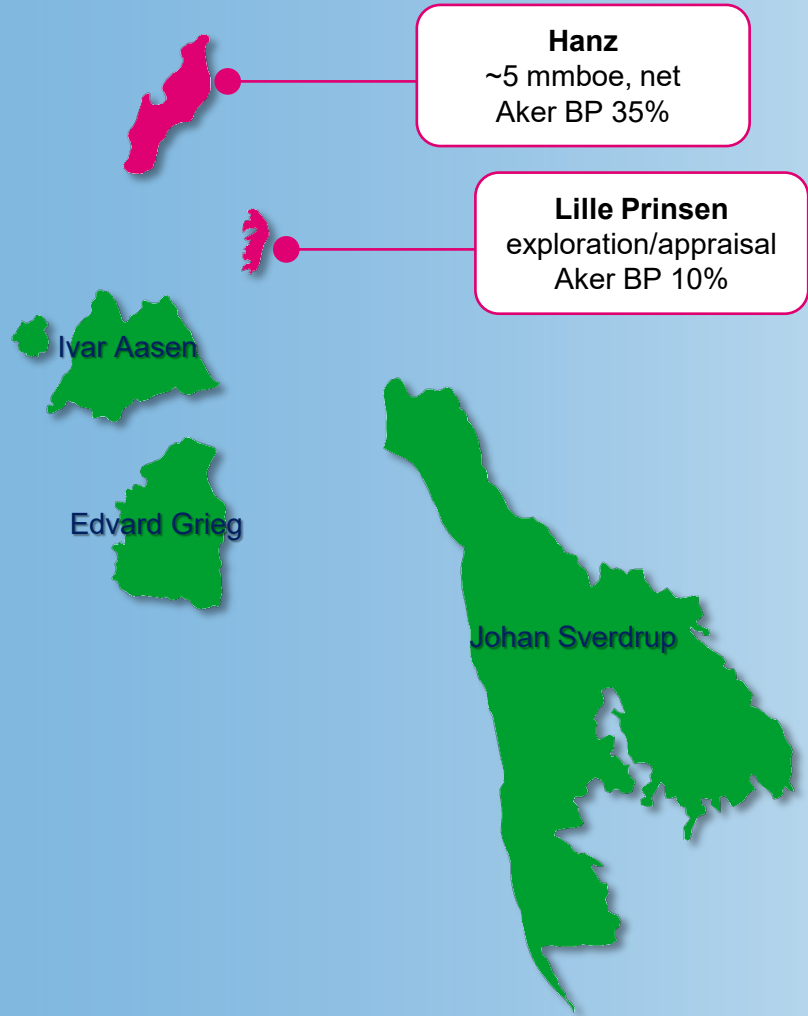 Hanz
~5 mmboe, net
Aker BP 35%
Lille Prinsen
exploration/appraisal
Aker BP 10%
Ivar Aasen
Edvard Grieg
Johan Sverdrup